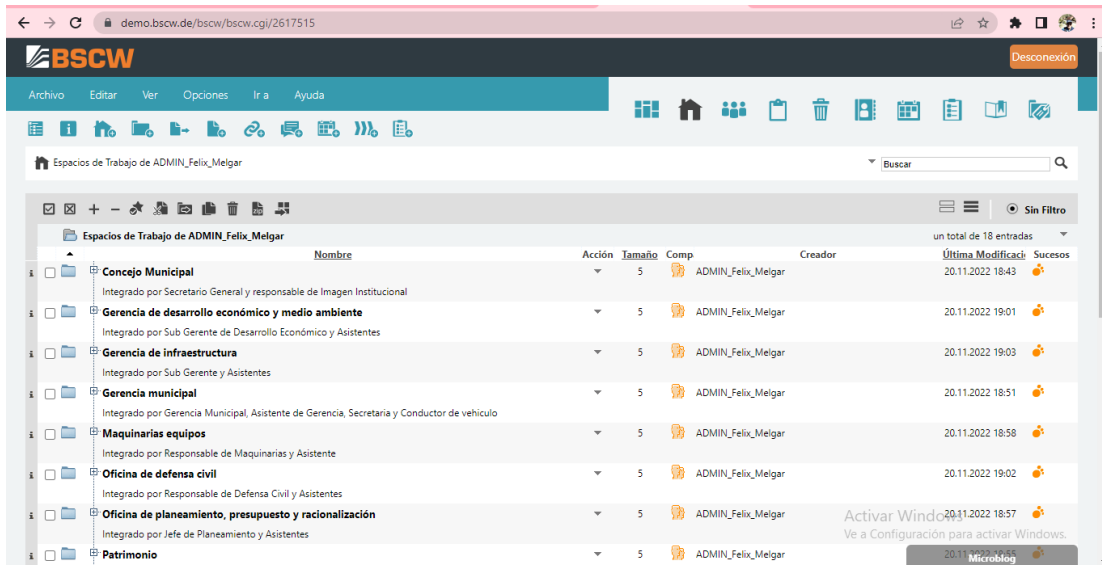 demo.bscw.de/bscw/bscw.cgi/2617515
BSCW
Desconexión
Archivo Editar Ver Opciones Ir a Ayuda
Espacios de Trabajo de ADMIN_Felix_Melgar
Buscar
Sin Filtro
Espacios de Trabajo de ADMIN_Felix_Melgar un total de 18 entradas
Nombre Acción Tamaño Comp Creador Última Modificaci Sucesos
Concejo Municipal 5 ADMIN_Felix_Melgar 20.11.2022 18:43
Integrado por Secretario General y responsable de Imagen Institucional
Gerencia de desarrollo económico y medio ambiente 5 ADMIN_Felix_Melgar 20.11.2022 19:01
Integrado por Sub Gerente de Desarrollo Económico y Asistentes
Gerencia de infraestructura 5 ADMIN_Felix_Melgar 20.11.2022 19:03
Integrado por Sub Gerente y Asistentes
Gerencia municipal 5 ADMIN_Felix_Melgar 20.11.2022 18:51
Integrado por Gerencia Municipal, Asistente de Gerencia, Secretaria y Conductor de vehiculo
Maquinarias equipos 5 ADMIN_Felix_Melgar 20.11.2022 18:58
Integrado por Responsable de Maquinarias y Asistente
Oficina de defensa civil 5 ADMIN_Felix_Melgar 20.11.2022 19:02
Integrado por Responsable de Defensa Civil y Asistentes
Oficina de planeamiento, presupuesto y racionalización 5 ADMIN_Felix_Melgar 20.11.2022 18:57
Activar Windows
Integrado por Jefe de Planeamiento y Asistentes
Ve a Configuración para activar Windows.
Patrimonio 5 ADMIN_Felix_Melgar 20.11.2022 18:55
Microblog